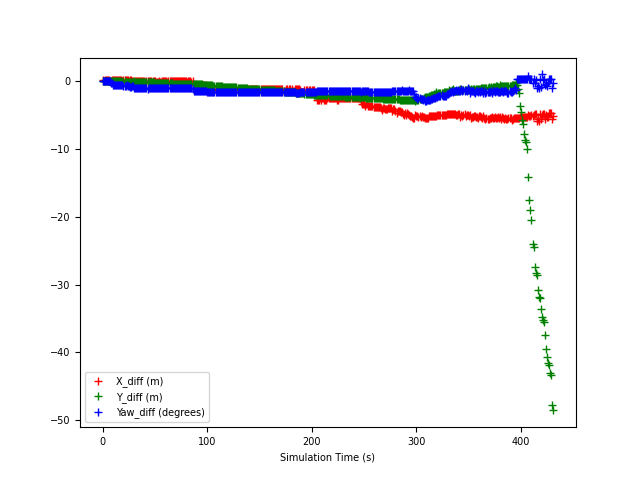 0
−10
−20
−30
−40
−50
X_diff (m)
Y_diff (m)
Yaw_diff (degrees)
0 100 200 300 400
Simulation Time (s)